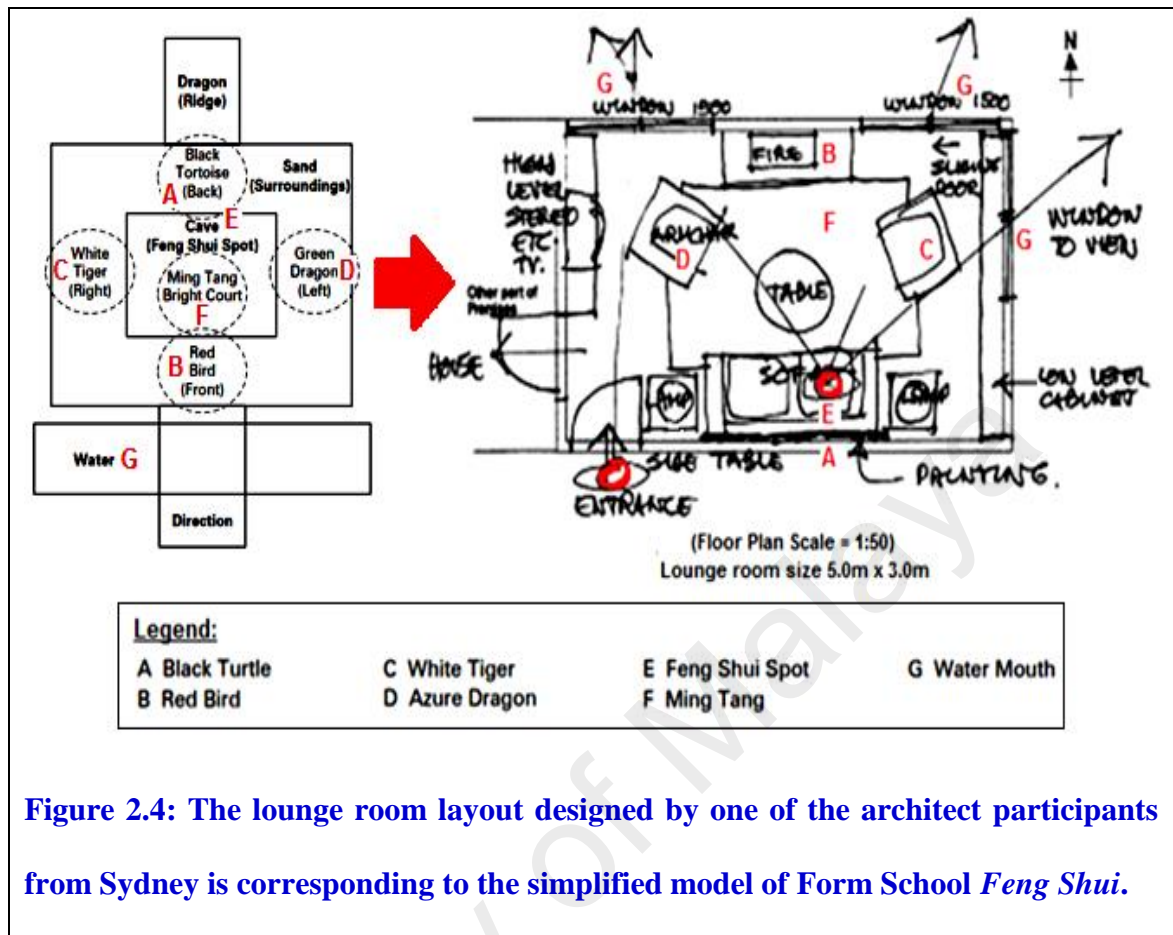 Dragon
(Ridge)
Black
Tortoise
(Back)
A
Sand
(Surroundings)
E
Cave
(Feng Shui Spot)
White
Tiger
(Right)
C
Green
Dragon
(Left)
D
Ming Tang
Bright Court
F
Red
Bird
(Front)
B
Water G
Direction
N
G
G
WINDOW 1500
WINDOW 1500
HIGH
LEVEL
STEREO
ETC
TV.
FIRE
B
SLIDING
DOOR
ARMCHAIR
D
F
C
G
WINDOW
TO VIEW
TABLE
Other part of
Premises
HOUSE
SOFA
LAMP
E
LAMP
LOW LEVEL
CABINET
SIDE TABLE
A
PAINTING.
ENTRANCE
(Floor Plan Scale = 1:50)
Lounge room size 5.0m x 3.0m
Legend:
A Black Turtle
B Red Bird
C White Tiger
D Azure Dragon
E Feng Shui Spot
F Ming Tang
G Water Mouth
Figure 2.4: The lounge room layout designed by one of the architect participants
from Sydney is corresponding to the simplified model of Form School Feng Shui.
y of Malaya